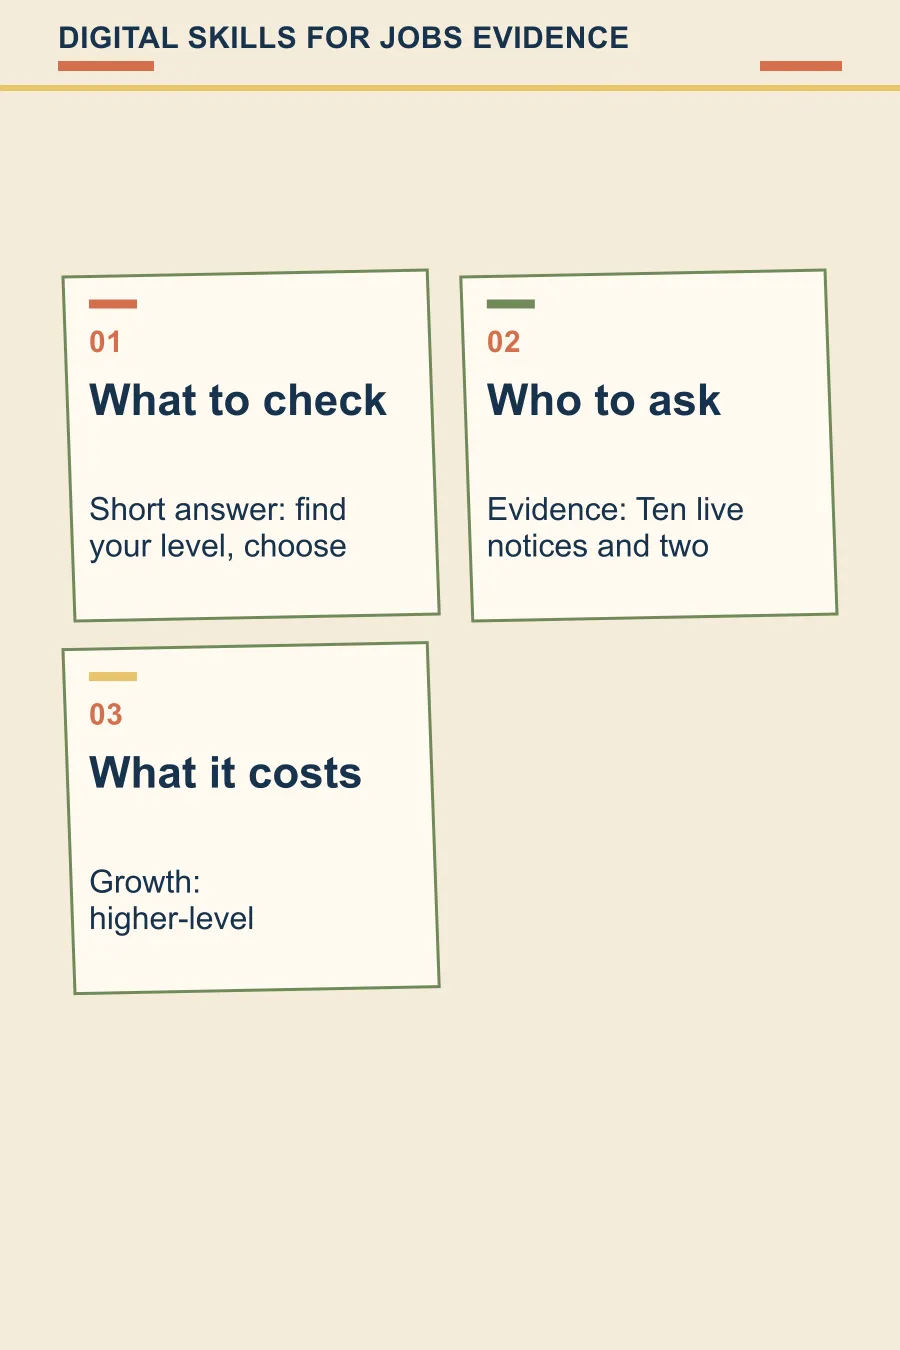 DIGITAL SKILLS FOR JOBS EVIDENCE
01
What to check
Short answer: find
your level, choose
02
Who to ask
Evidence: Ten live
notices and two
03
What it costs
Growth:
higher-level